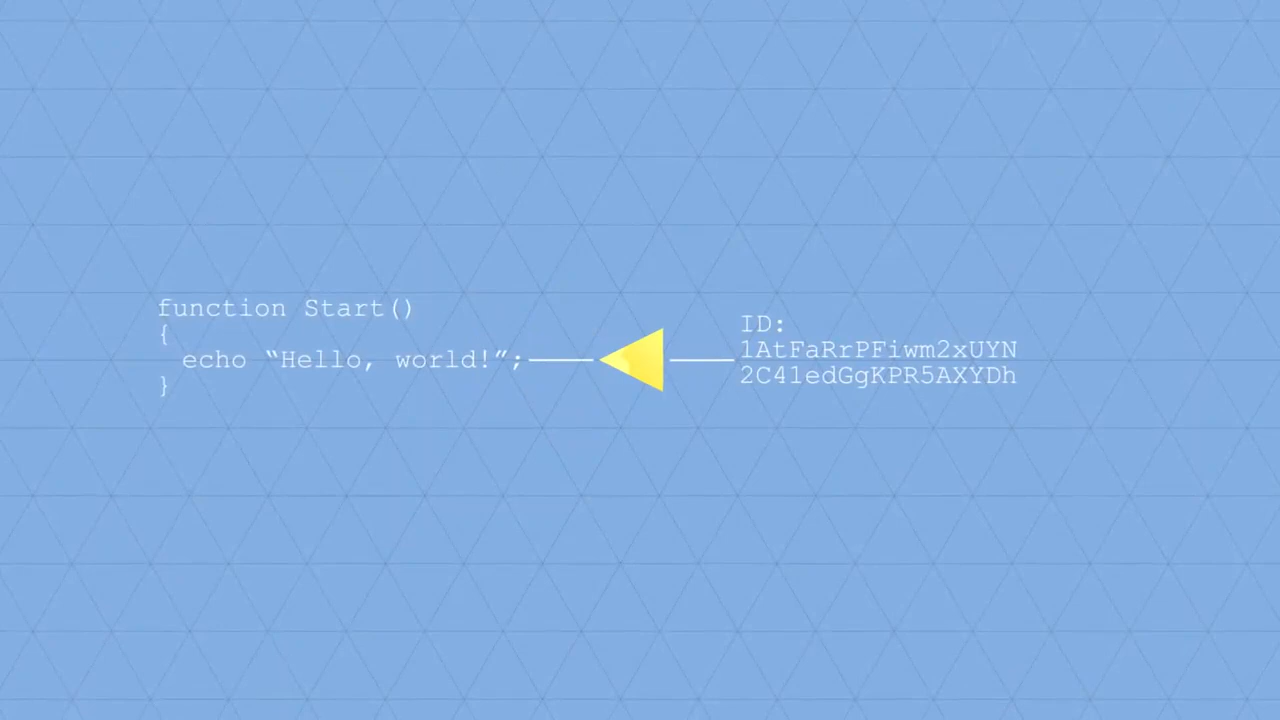 function Start()
{
echo “Hello, world!”;
}
ID:
1AtFaRrPFiwm2xUYN
2C41edGgKPR5AXYDh